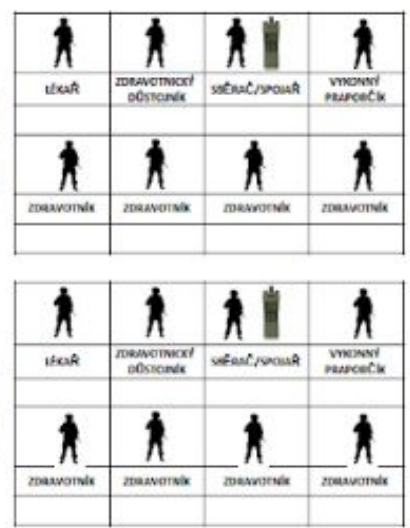 LÉKAŘ
ZDRAVOTNICKÝ
DŮSTOJNÍK
SBĚRAČ/SPOJAŘ
VÝKONNÝ
PRAPORČÍK
ZDRAVOTNÍK
ZDRAVOTNÍK
ZDRAVOTNÍK
ZDRAVOTNÍK
LÉKAŘ
ZDRAVOTNICKÝ
DŮSTOJNÍK
SBĚRAČ/SPOJAŘ
VÝKONNÝ
PRAPORČÍK
ZDRAVOTNÍK
ZDRAVOTNÍK
ZDRAVOTNÍK
ZDRAVOTNÍK